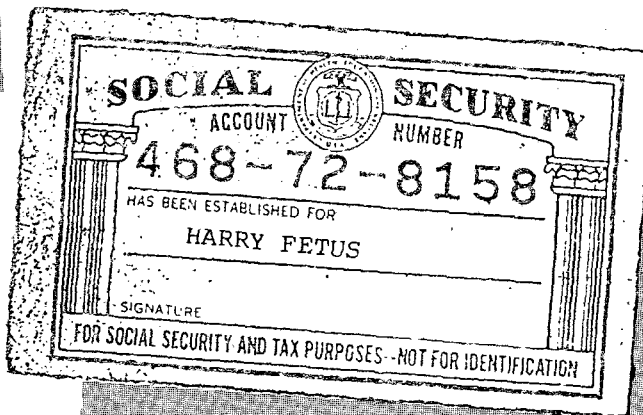 SOCIAL SECURITY
ACCOUNT NUMBER
468-72-8158
HAS BEEN ESTABLISHED FOR
HARRY FETUS
SIGNATURE
FOR SOCIAL SECURITY AND TAX PURPOSES--NOT FOR IDENTIFICATION